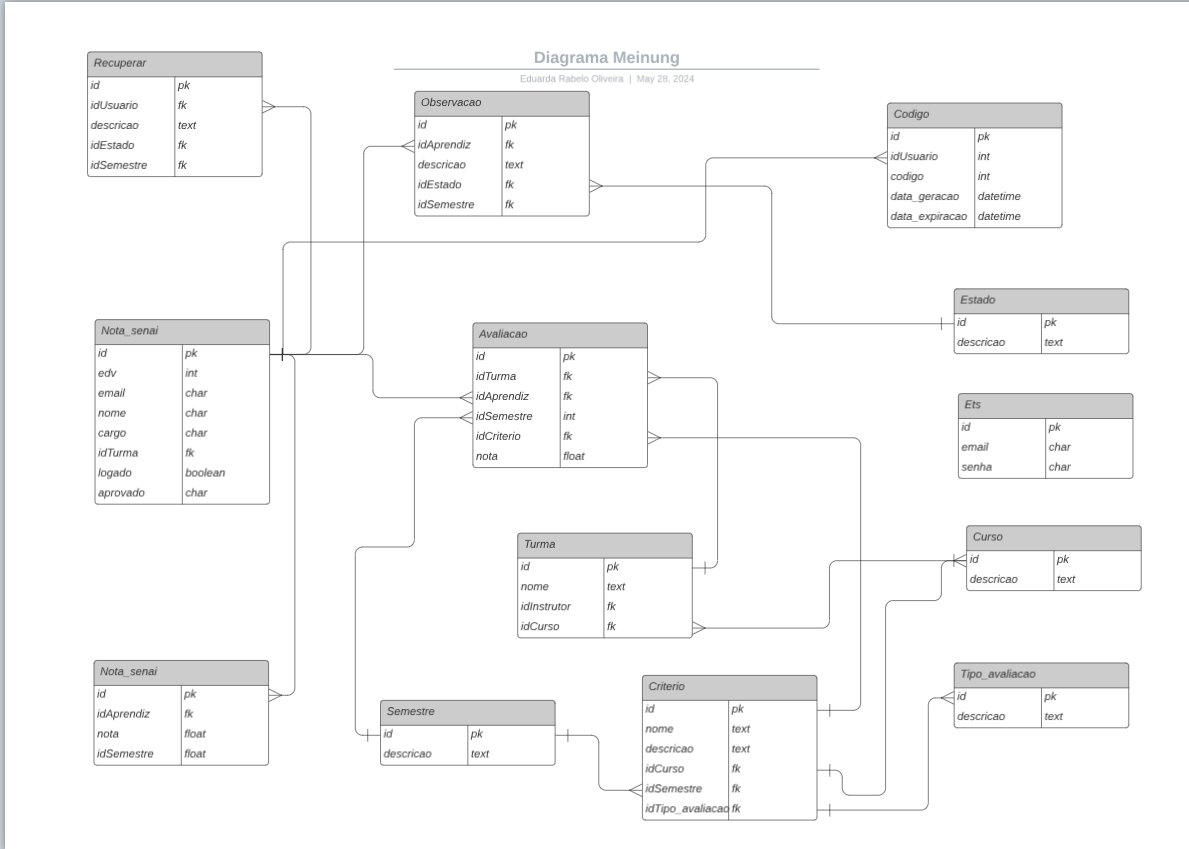 Diagrama Meinung
Eduarda Rabelo Oliveira | May 28, 2024
Recuperar
id pk
idUsuario fk
descricao text
idEstado fk
idSemestre fk
Observacao
id pk
idAprendiz fk
descricao text
idEstado fk
idSemestre fk
Codigo
id pk
idUsuario int
codigo int
data_geracao datetime
data_expiracao datetime
Nota_senai
id pk
edv int
email char
nome char
cargo char
idTurma fk
logado boolean
aprovado char
Avaliacao
id pk
idTurma fk
idAprendiz fk
idSemestre int
idCriterio fk
nota float
Estado
id pk
descricao text
Ets
id pk
email char
senha char
Turma
id pk
nome text
idInstrutor fk
idCurso fk
Curso
id pk
descricao text
Nota_senai
id pk
idAprendiz fk
nota float
idSemestre float
Semestre
id pk
descricao text
Criterio
id pk
nome text
descricao text
idCurso fk
idSemestre fk
idTipo_avaliacao fk
Tipo_avaliacao
id pk
descricao text